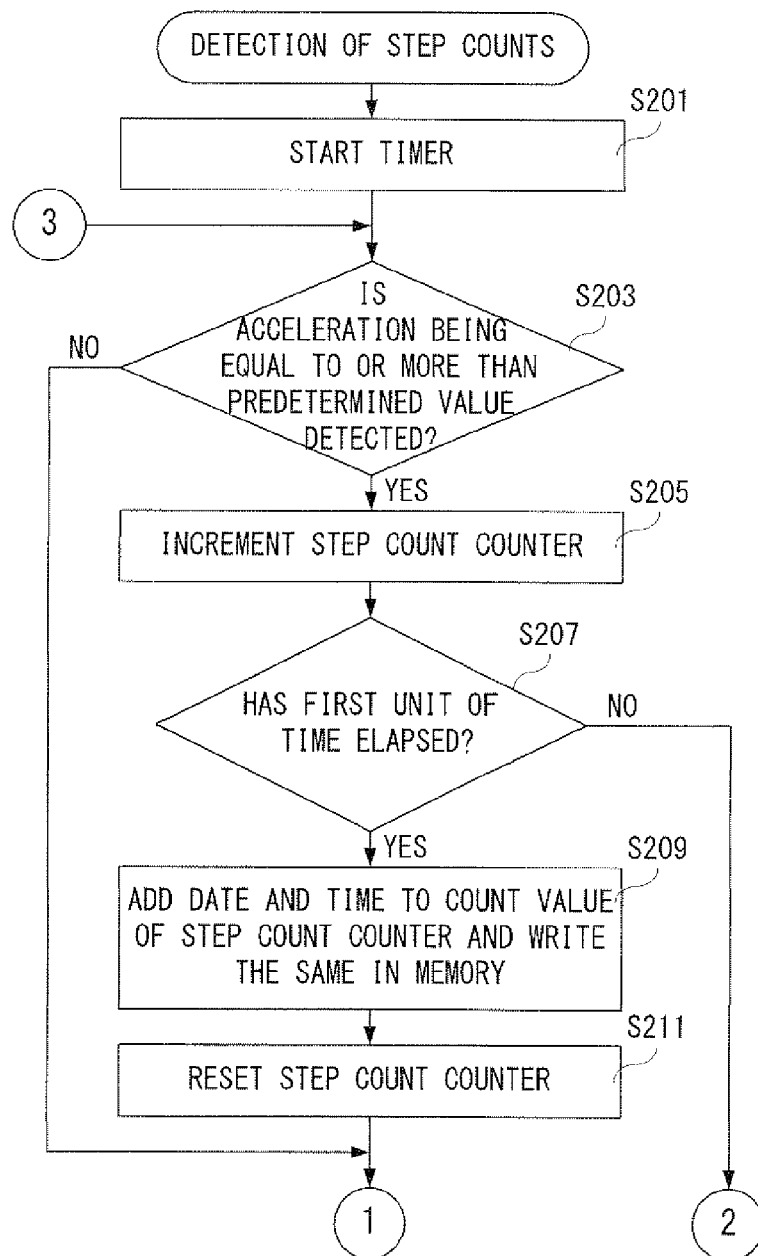 DETECTION OF STEP COUNTS
S201
START TIMER
3
IS
ACCELERATION BEING
EQUAL TO OR MORE THAN
PREDETERMINED VALUE
DETECTED?
S203
NO
YES
S205
INCREMENT STEP COUNT COUNTER
S207
HAS FIRST UNIT OF
TIME ELAPSED?
NO
YES
S209
ADD DATE AND TIME TO COUNT VALUE
OF STEP COUNT COUNTER AND WRITE
THE SAME IN MEMORY
S211
RESET STEP COUNT COUNTER
1
2